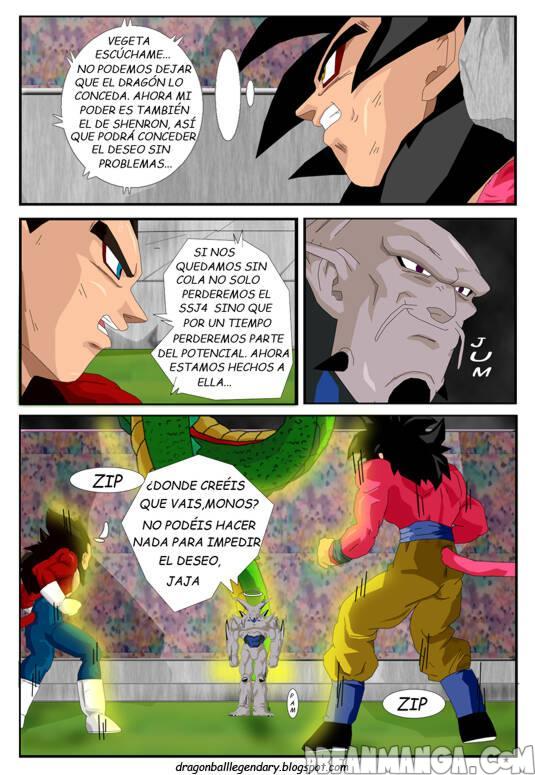 VEGETA
ESCÚCHAME...
NO PODEMOS DEJAR
QUE EL DRAGÓN LO
CONCEDA. AHORA MI
PODER ES TAMBIÉN
EL DE SHENRON, ASÍ
QUE PODRÁ CONCEDER
EL DESEO SIN
PROBLEMAS...
SI NOS
QUEDAMOS SIN
COLA NO SOLO
PERDEREMOS EL
SSJ4 SINO QUE
POR UN TIEMPO
PERDEREMOS PARTE
DEL POTENCIAL. AHORA
ESTAMOS HECHOS A
ELLA...
JUM
ZIP
¿DONDE CREÉIS
QUE VAIS,MONOS?
NO PODÉIS HACER
NADA PARA IMPEDIR
EL DESEO,
JAJA
PAM
ZIP
dragonballlegendary.blogspot.com
DREANMANGA.COM